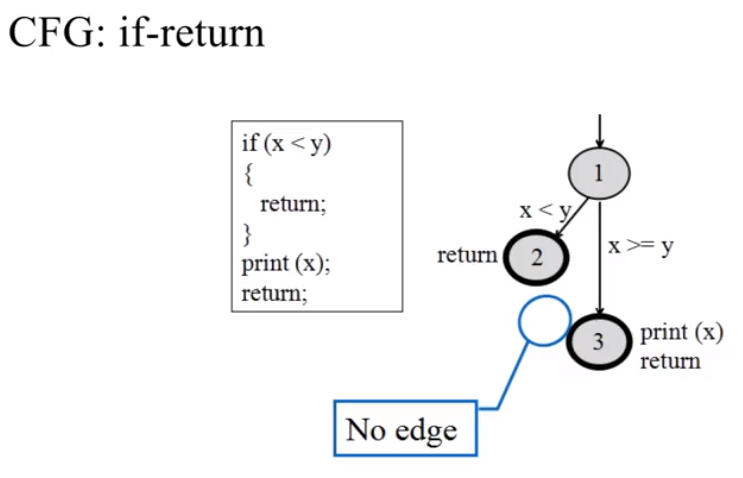 CFG: if-return
if (x < y)
{
return;
}
print (x);
return;
1
x < y
return
2
x >= y
3
print (x)
return
No edge